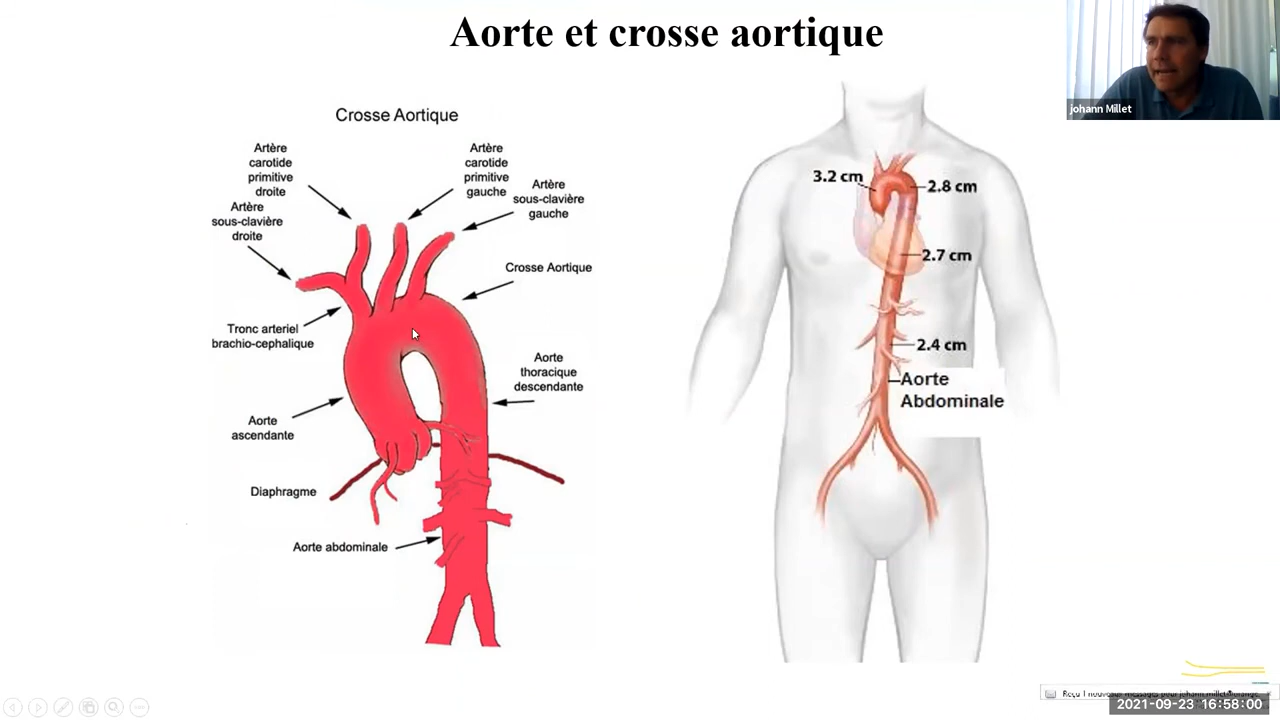 Aorte et crosse aortique
johann Millet
Crosse Aortique
Artère
carotide
primitive
droite
Artère
carotide
primitive
gauche
Artère
sous-clavière
gauche
Artère
sous-clavière
droite
Crosse Aortique
Tronc arteriel
brachio-cephalique
Aorte
thoracique
descendante
Aorte
ascendante
Diaphragme
Aorte abdominale
3.2 cm
2.8 cm
2.7 cm
2.4 cm
Aorte
Abdominale
messages pour
2021-09-23 16:58:00